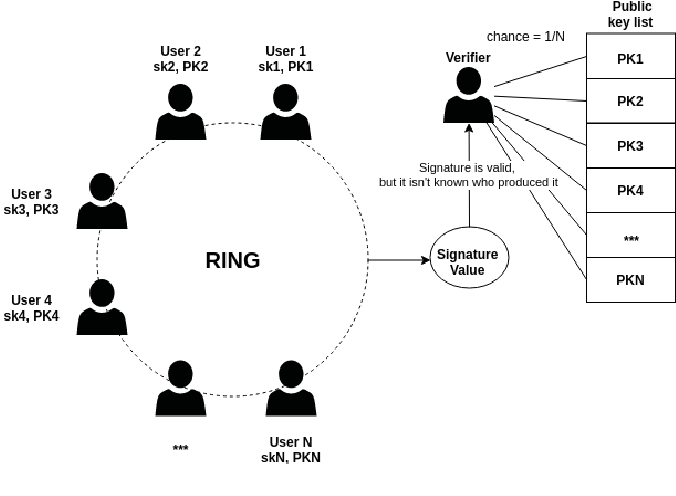 Public
key list
chance = 1/N
User 2
sk2, PK2
User 1
sk1, PK1
Verifier
PK1
PK2
PK3
PK4
***
PKN
Signature is valid,
but it isn't known who produced it
User 3
sk3, PK3
RING
Signature
Value
User 4
sk4, PK4
***
User N
skN, PKN